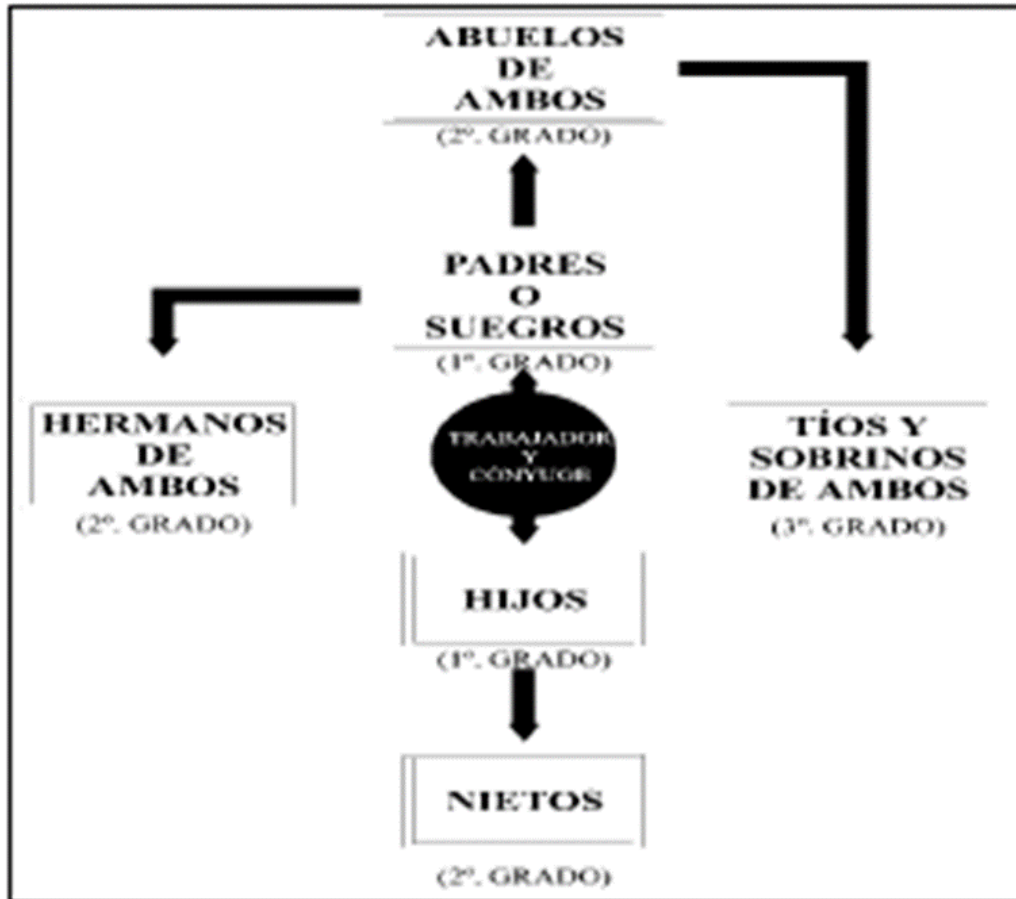 ABUELOS
DE
AMBOS
(2º. GRADO)
PADRES
O
SUEGROS
(1º. GRADO)
HERMANOS
DE
AMBOS
(2º. GRADO)
TRABAJADOR
Y
CÓNYUGE
TÍOS Y
SOBRINOS
DE AMBOS
(3º. GRADO)
HIJOS
(1º. GRADO)
NIETOS
(2º. GRADO)